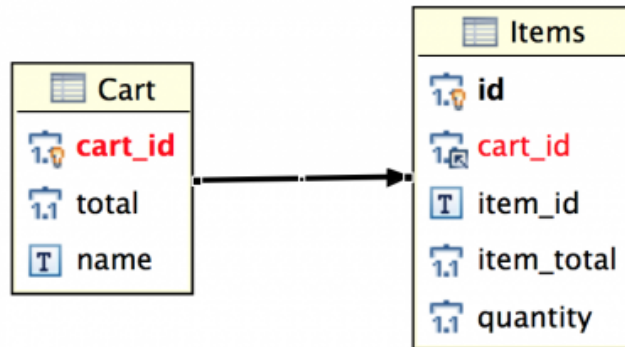 Cart
cart_id
total
name
Items
id
cart_id
item_id
item_total
quantity